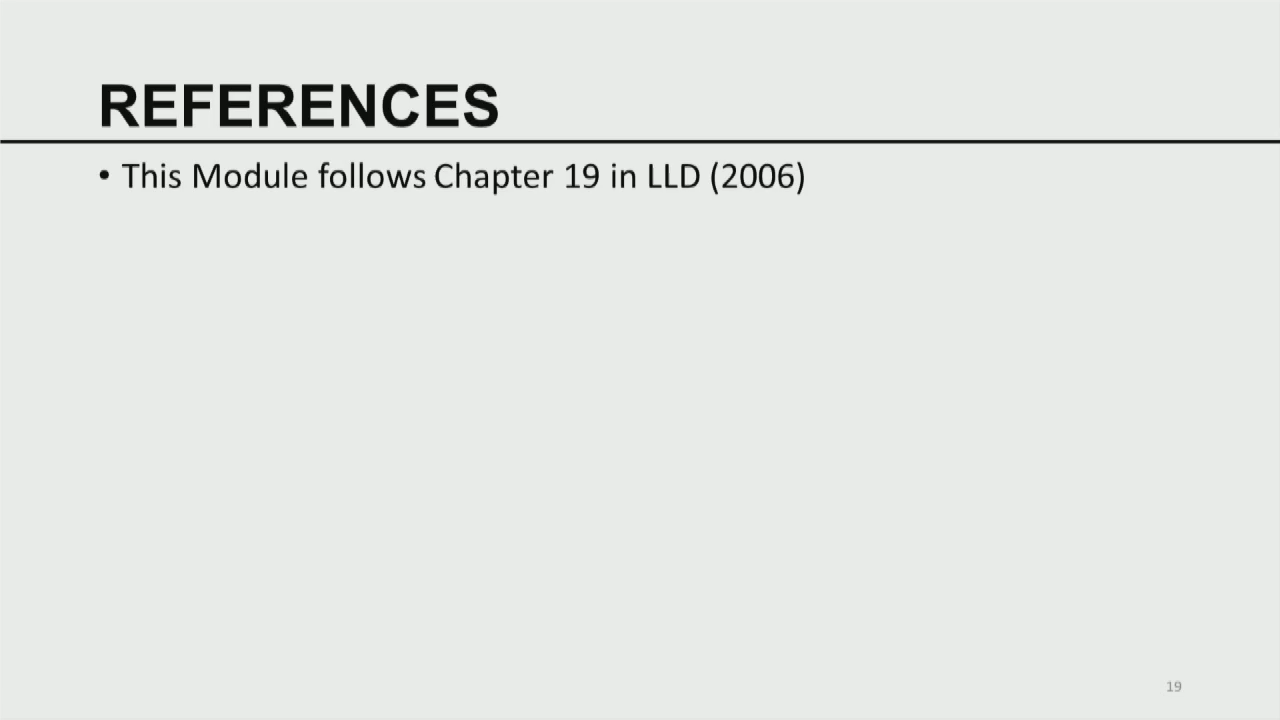 REFERENCES
• This Module follows Chapter 19 in LLD (2006)
19